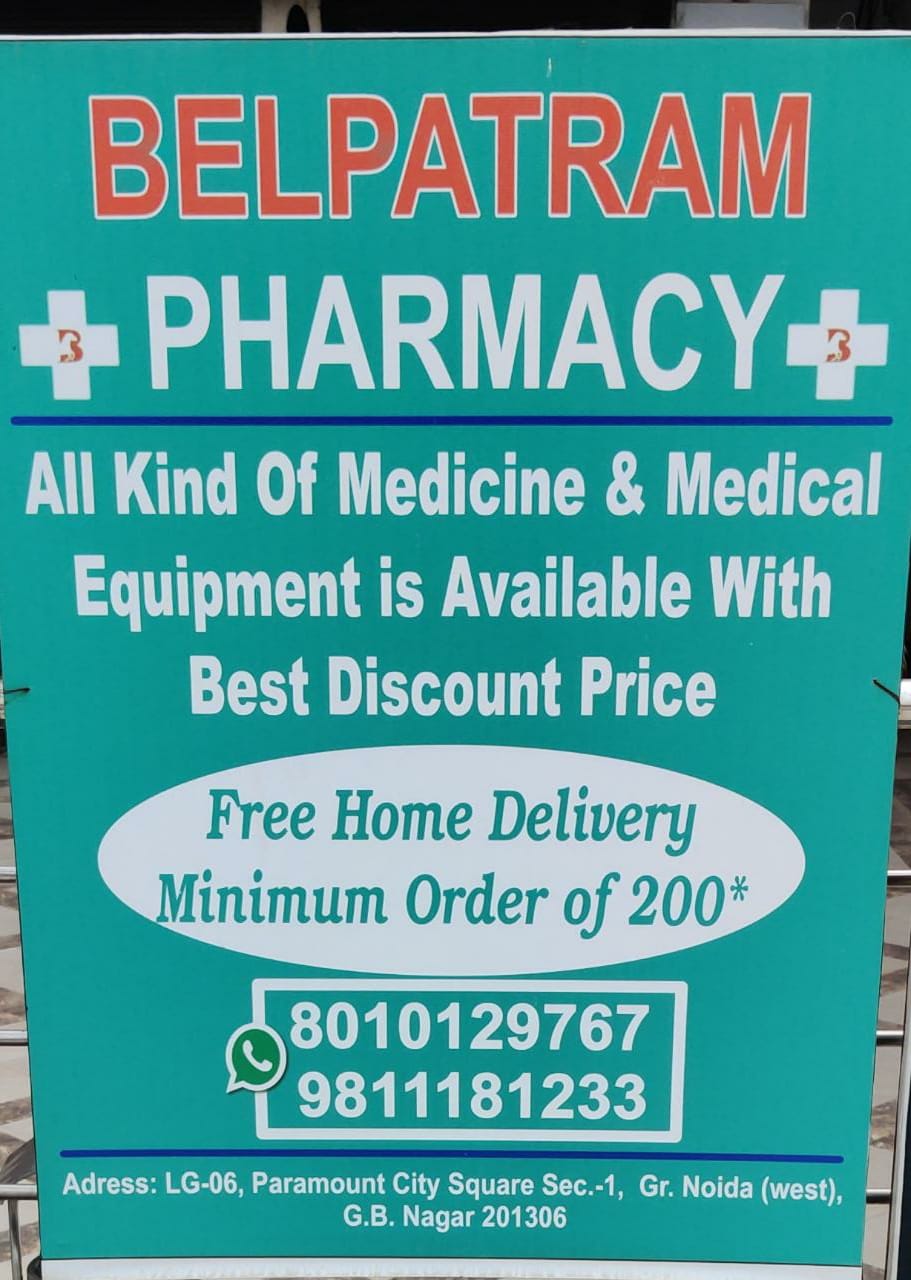 BELPATRAM
B PHARMACY B
All Kind Of Medicine & Medical
Equipment is Available With
Best Discount Price
Free Home Delivery
Minimum Order of 200*
8010129767
9811181233
Adress: LG-06, Paramount City Square Sec.-1, Gr. Noida (west),
G.B. Nagar 201306